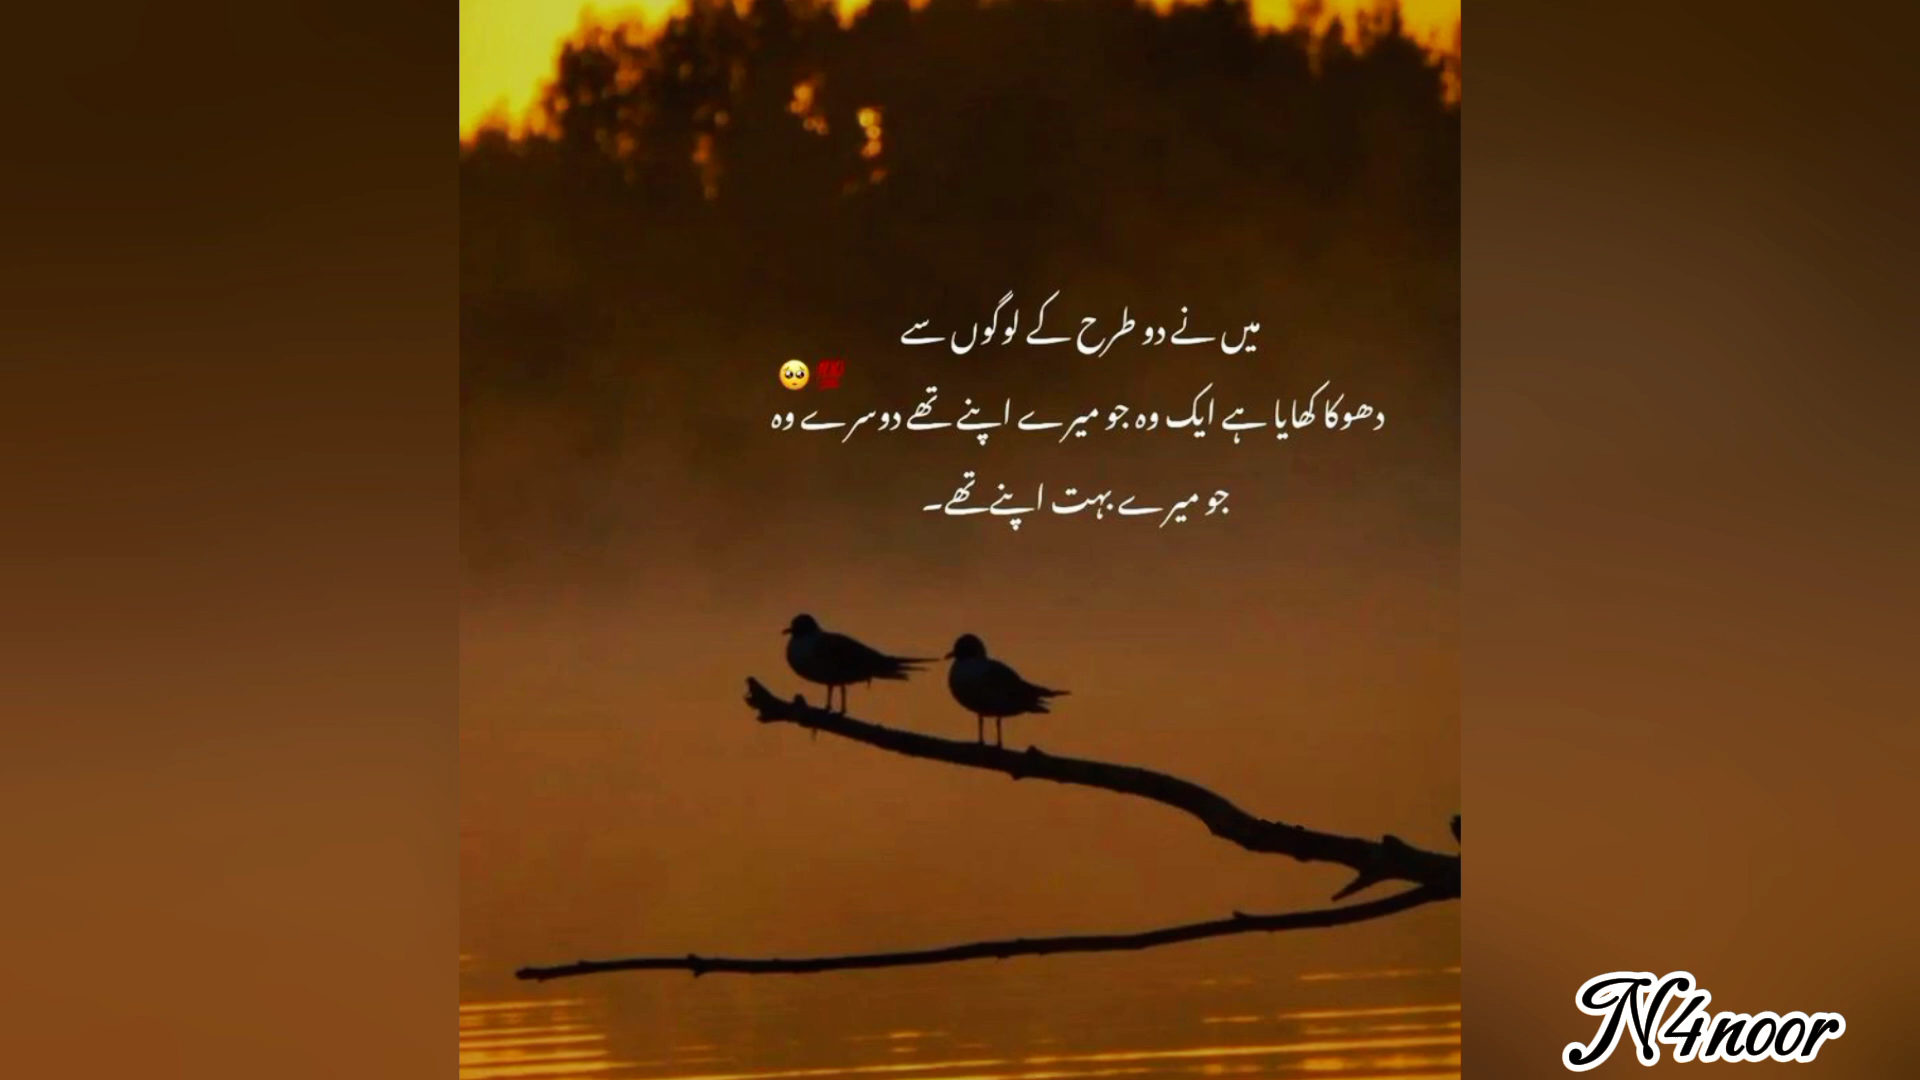 میں نے دو طرح کے لوگوں سے
🥺💯
دھوکا کھایا ہے ایک وہ جو میرے اپنے تھے دوسرے وہ
جو میرے بہت اپنے تھے۔
N4noor